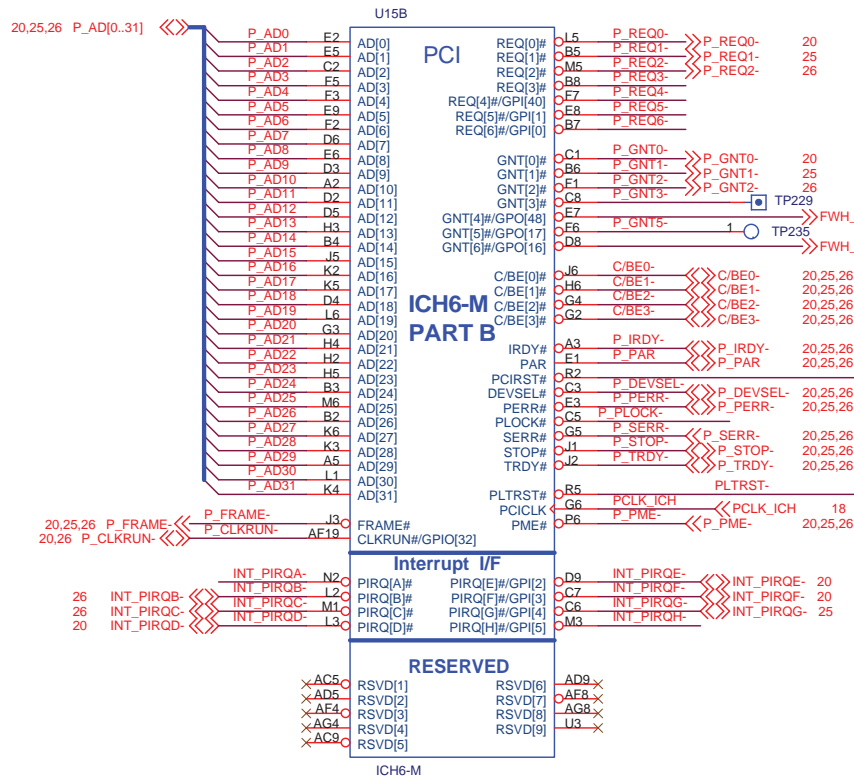 U15B
20,25,26 P_AD[0..31]
PCI
ICH6-M
PART B
P_AD0 E2 AD[0]
P_AD1 E5 AD[1]
P_AD2 C2 AD[2]
P_AD3 F5 AD[3]
P_AD4 F3 AD[4]
P_AD5 E9 AD[5]
P_AD6 F2 AD[6]
P_AD7 D6 AD[7]
P_AD8 E6 AD[8]
P_AD9 D3 AD[9]
P_AD10 A2 AD[10]
P_AD11 D2 AD[11]
P_AD12 D5 AD[12]
P_AD13 H3 AD[13]
P_AD14 B4 AD[14]
P_AD15 J5 AD[15]
P_AD16 K2 AD[16]
P_AD17 K5 AD[17]
P_AD18 D4 AD[18]
P_AD19 L6 AD[19]
P_AD20 G3 AD[20]
P_AD21 H4 AD[21]
P_AD22 H2 AD[22]
P_AD23 H5 AD[23]
P_AD24 B3 AD[24]
P_AD25 M6 AD[25]
P_AD26 B2 AD[26]
P_AD27 K6 AD[27]
P_AD28 K3 AD[28]
P_AD29 A5 AD[29]
P_AD30 L1 AD[30]
P_AD31 K4 AD[31]
20,25,26 P_FRAME- P_FRAME- J3 FRAME#
20,26 P_CLKRUN- P_CLKRUN- AF19 CLKRUN#/GPIO[32]
REQ[0]# L5 P_REQ0- P_REQ0- 20
REQ[1]# B5 P_REQ1- P_REQ1- 25
REQ[2]# M5 P_REQ2- P_REQ2- 26
REQ[3]# B8 P_REQ3-
REQ[4]#/GPI[40] F7 P_REQ4-
REQ[5]#/GPI[1] E8 P_REQ5-
REQ[6]#/GPI[0] B7 P_REQ6-
GNT[0]# C1 P_GNT0- P_GNT0- 20
GNT[1]# B6 P_GNT1- P_GNT1- 25
GNT[2]# F1 P_GNT2- P_GNT2- 26
GNT[3]# C8 P_GNT3- TP229
GNT[4]#/GPO[48] E7 FWH_
GNT[5]#/GPO[17] F6 P_GNT5- 1 TP235
GNT[6]#/GPO[16] D8 FWH_
C/BE[0]# J6 C/BE0- C/BE0- 20,25,26
C/BE[1]# H6 C/BE1- C/BE1- 20,25,26
C/BE[2]# G4 C/BE2- C/BE2- 20,25,26
C/BE[3]# G2 C/BE3- C/BE3- 20,25,26
IRDY# A3 P_IRDY- P_IRDY- 20,25,26
PAR E1 P_PAR P_PAR 20,25,26
PCIRST# R2
DEVSEL# C3 P_DEVSEL- P_DEVSEL- 20,25,26
PERR# E3 P_PERR- P_PERR- 20,25,26
PLOCK# C5 P_PLOCK-
SERR# G5 P_SERR- P_SERR- 20,25,26
STOP# J1 P_STOP- P_STOP- 20,25,26
TRDY# J2 P_TRDY- P_TRDY- 20,25,26
PLTRST# R5 PLTRST-
PCICLK G6 PCLK_ICH PCLK_ICH 18
PME# P6 P_PME- P_PME- 20,25,26
Interrupt I/F
INT_PIRQA- N2 PIRQ[A]#
26 INT_PIRQB- INT_PIRQB- L2 PIRQ[B]#
26 INT_PIRQC- INT_PIRQC- M1 PIRQ[C]#
20 INT_PIRQD- INT_PIRQD- L3 PIRQ[D]#
PIRQ[E]#/GPI[2] D9 INT_PIRQE- INT_PIRQE- 20
PIRQ[F]#/GPI[3] C7 INT_PIRQF- INT_PIRQF- 20
PIRQ[G]#/GPI[4] C6 INT_PIRQG- INT_PIRQG- 25
PIRQ[H]#/GPI[5] M3 INT_PIRQH-
RESERVED
AC5 RSVD[1]
AD5 RSVD[2]
AF4 RSVD[3]
AG4 RSVD[4]
AC9 RSVD[5]
RSVD[6] AD9
RSVD[7] AF8
RSVD[8] AG8
RSVD[9] U3
ICH6-M